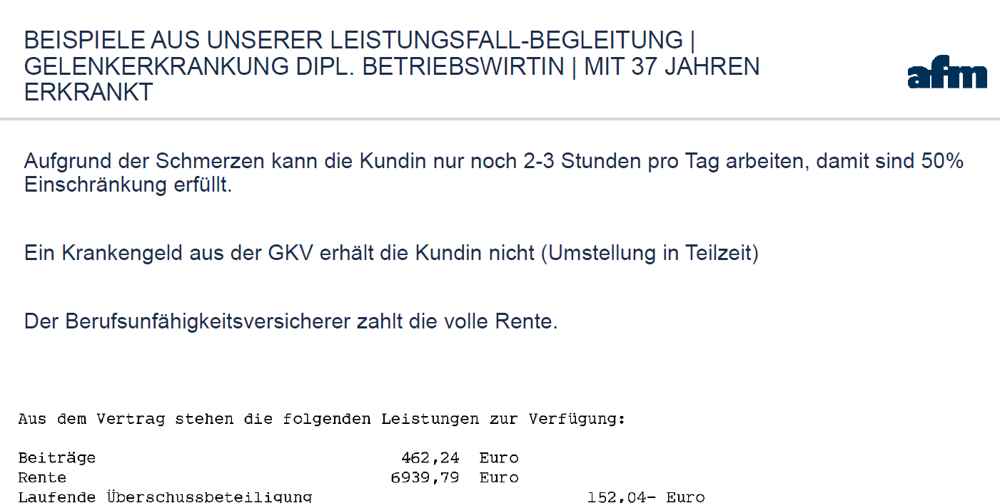 BEISPIELE AUS UNSERER LEISTUNGSFALL-BEGLEITUNG |
GELENKERKRANKUNG DIPL. BETRIEBSWIRTIN | MIT 37 JAHREN
ERKRANKT
afm
Aufgrund der Schmerzen kann die Kundin nur noch 2-3 Stunden pro Tag arbeiten, damit sind 50%
Einschränkung erfüllt.
Ein Krankengeld aus der GKV erhält die Kundin nicht (Umstellung in Teilzeit)
Der Berufsunfähigkeitsversicherer zahlt die volle Rente.
Aus dem Vertrag stehen die folgenden Leistungen zur Verfügung:
Beiträge 462,24 Euro
Rente 6939,79 Euro
Laufende Überschussbeteiligung 152,04- Euro